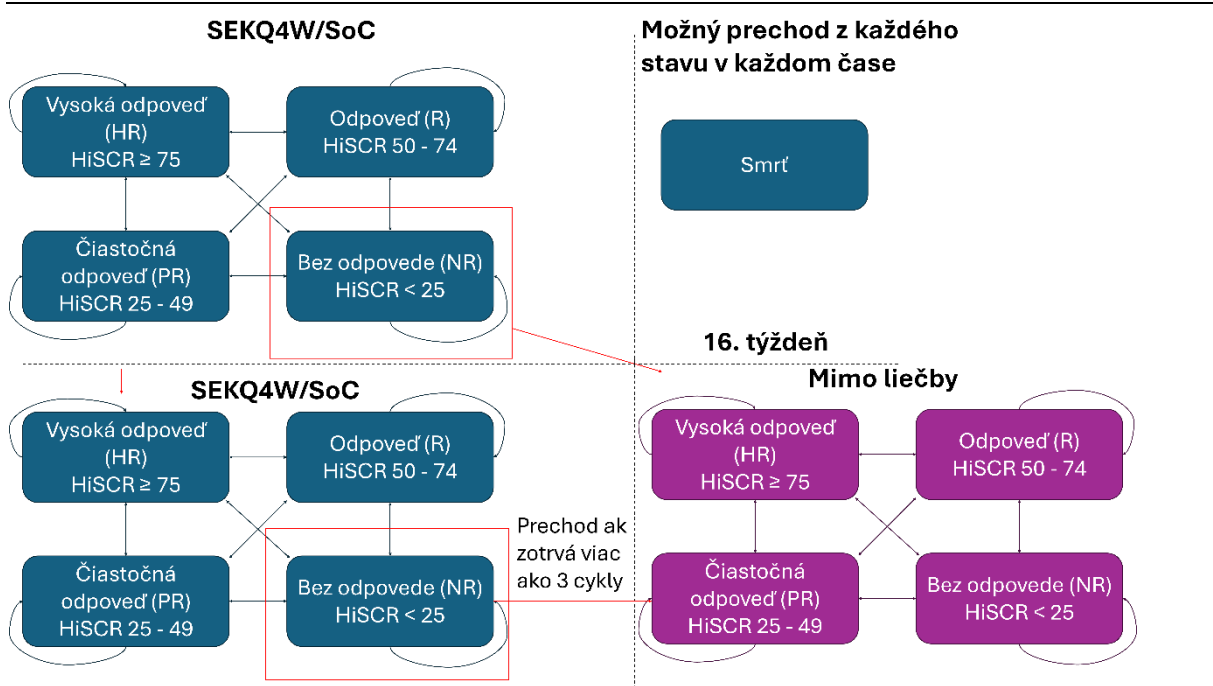 SEKQ4W/SoC
Možný prechod z každého
stavu v každom čase
Vysoká odpoveď
(HR)
HiSCR ≥ 75
Odpoveď (R)
HiSCR 50 - 74
Smrť
Čiastočná
odpoveď (PR)
HiSCR 25 - 49
Bez odpovede (NR)
HiSCR < 25
16. týždeň
SEKQ4W/SoC
Mimo liečby
Vysoká odpoveď
(HR)
HiSCR ≥ 75
Odpoveď (R)
HiSCR 50 - 74
Čiastočná
odpoveď (PR)
HiSCR 25 - 49
Bez odpovede (NR)
HiSCR < 25
Prechod ak
zotrvá viac
ako 3 cykly
Vysoká odpoveď
(HR)
HiSCR ≥ 75
Odpoveď (R)
HiSCR 50 - 74
Čiastočná
odpoveď (PR)
HiSCR 25 - 49
Bez odpovede (NR)
HiSCR < 25